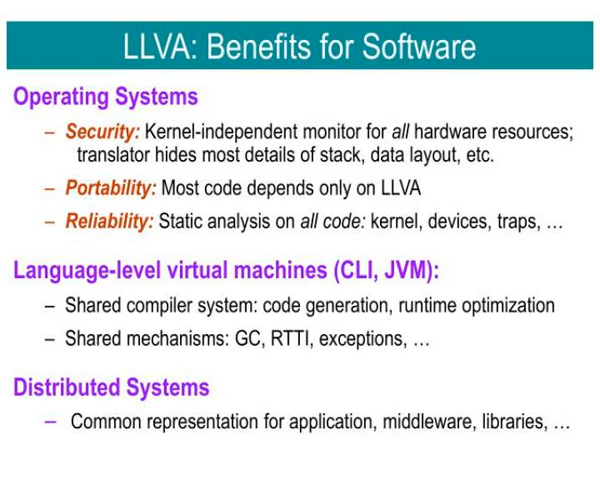 LLVA: Benefits for Software
Operating Systems
– Security: Kernel-independent monitor for all hardware resources;
translator hides most details of stack, data layout, etc.
– Portability: Most code depends only on LLVA
– Reliability: Static analysis on all code: kernel, devices, traps, …
Language-level virtual machines (CLI, JVM):
– Shared compiler system: code generation, runtime optimization
– Shared mechanisms: GC, RTTI, exceptions, …
Distributed Systems
– Common representation for application, middleware, libraries, …